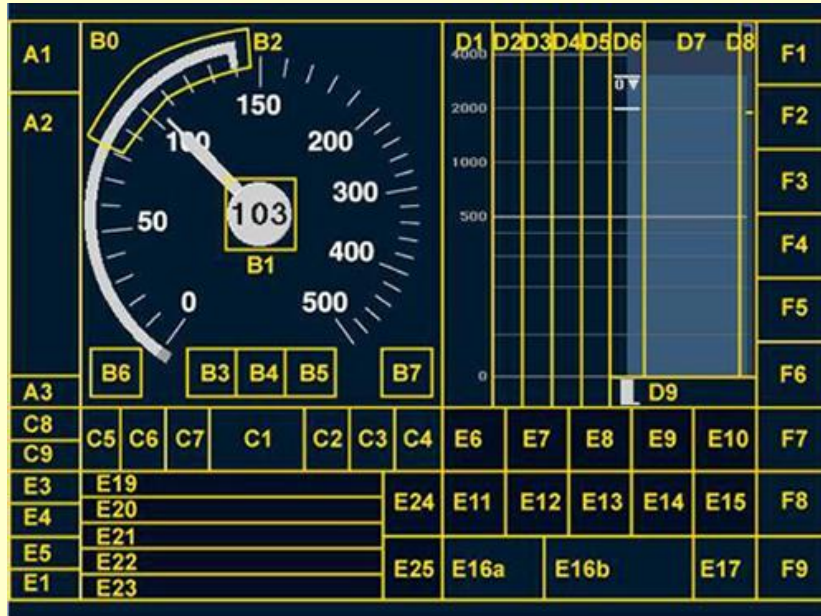 A1 B0 B2 D1 D2 D3 D4 D5 D6 D7 D8 F1
4000
0
A2 150 2000 F2
100 200
1000 F3
50 103 300 500
B1 400 F4
0 500 F5
B6 B3 B4 B5 B7 0 F6
A3 D9
C8 C5 C6 C7 C1 C2 C3 C4 E6 E7 E8 E9 E10 F7
C9
E3 E19 E24 E11 E12 E13 E14 E15 F8
E4 E20
E21
E5 E22 E25 E16a E16b E17 F9
E1 E23